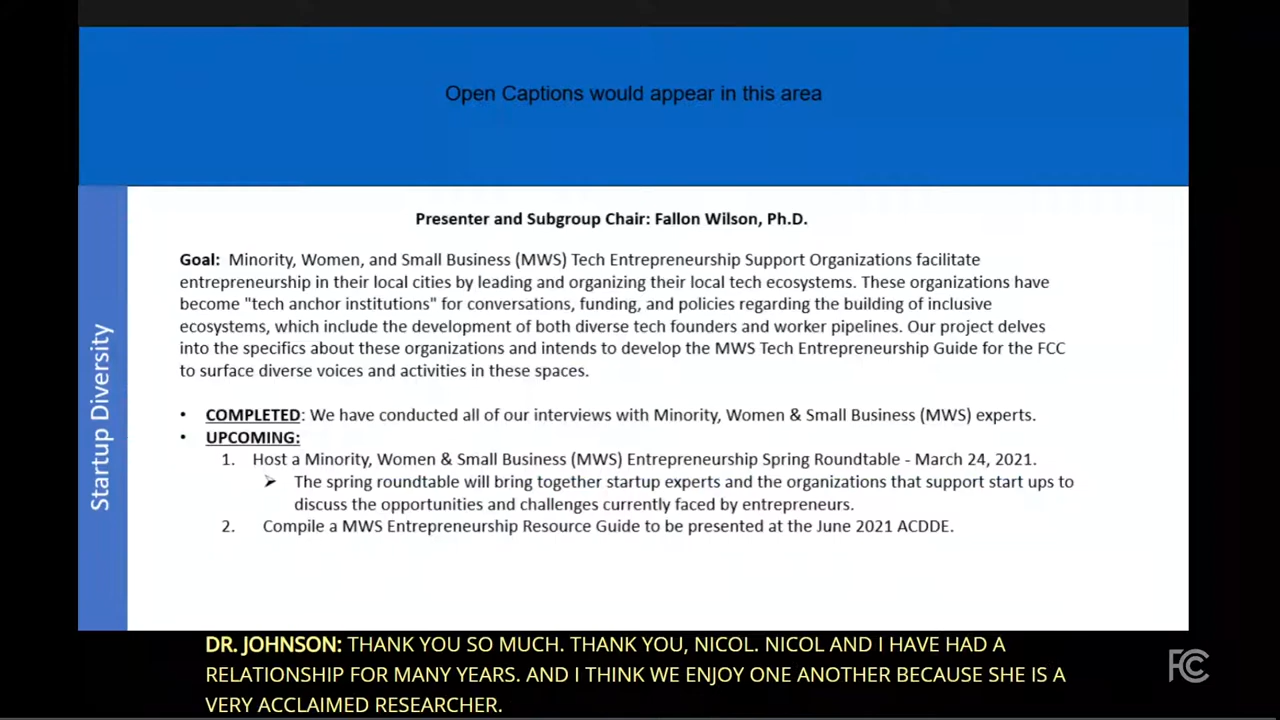 Open Captions would appear in this area
Startup Diversity
Presenter and Subgroup Chair: Fallon Wilson, Ph.D.
Goal: Minority, Women, and Small Business (MWS) Tech Entrepreneurship Support Organizations facilitate
entrepreneurship in their local cities by leading and organizing their local tech ecosystems. These organizations have
become "tech anchor institutions" for conversations, funding, and policies regarding the building of inclusive
ecosystems, which include the development of both diverse tech founders and worker pipelines. Our project delves
into the specifics about these organizations and intends to develop the MWS Tech Entrepreneurship Guide for the FCC
to surface diverse voices and activities in these spaces.
• COMPLETED: We have conducted all of our interviews with Minority, Women & Small Business (MWS) experts.
• UPCOMING:
1. Host a Minority, Women & Small Business (MWS) Entrepreneurship Spring Roundtable - March 24, 2021.
➢ The spring roundtable will bring together startup experts and the organizations that support start ups to
discuss the opportunities and challenges currently faced by entrepreneurs.
2. Compile a MWS Entrepreneurship Resource Guide to be presented at the June 2021 ACDDE.
DR. JOHNSON: THANK YOU SO MUCH. THANK YOU, NICOL. NICOL AND I HAVE HAD A
RELATIONSHIP FOR MANY YEARS. AND I THINK WE ENJOY ONE ANOTHER BECAUSE SHE IS A
VERY ACCLAIMED RESEARCHER.
FCC